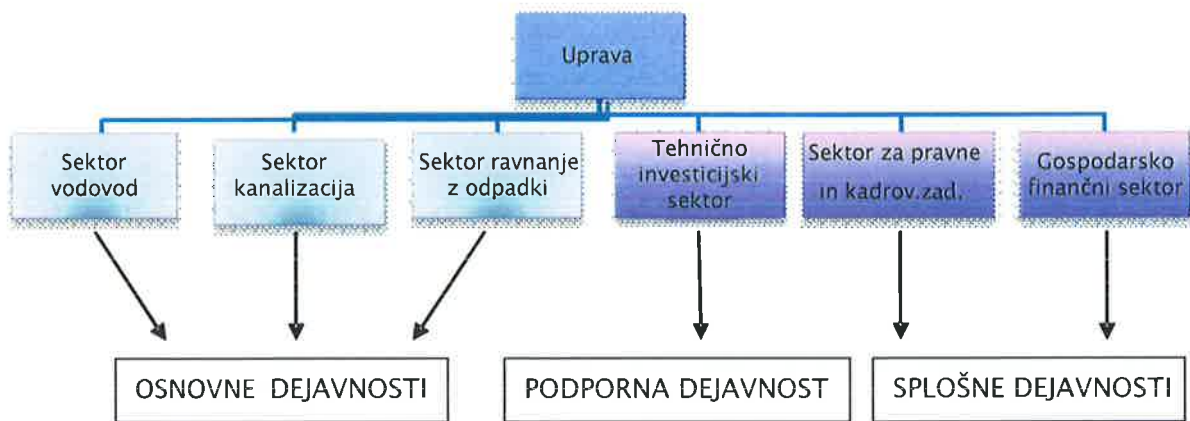 Uprava
Sektor
vodovod
Sektor
kanalizacija
Sektor ravnanje
z odpadki
Tehnično
investicijski
sektor
Sektor za pravne
in kadrov.zad.
Gospodarsko
finančni sektor
OSNOVNE DEJAVNOSTI
PODPORNA DEJAVNOST
SPLOŠNE DEJAVNOSTI